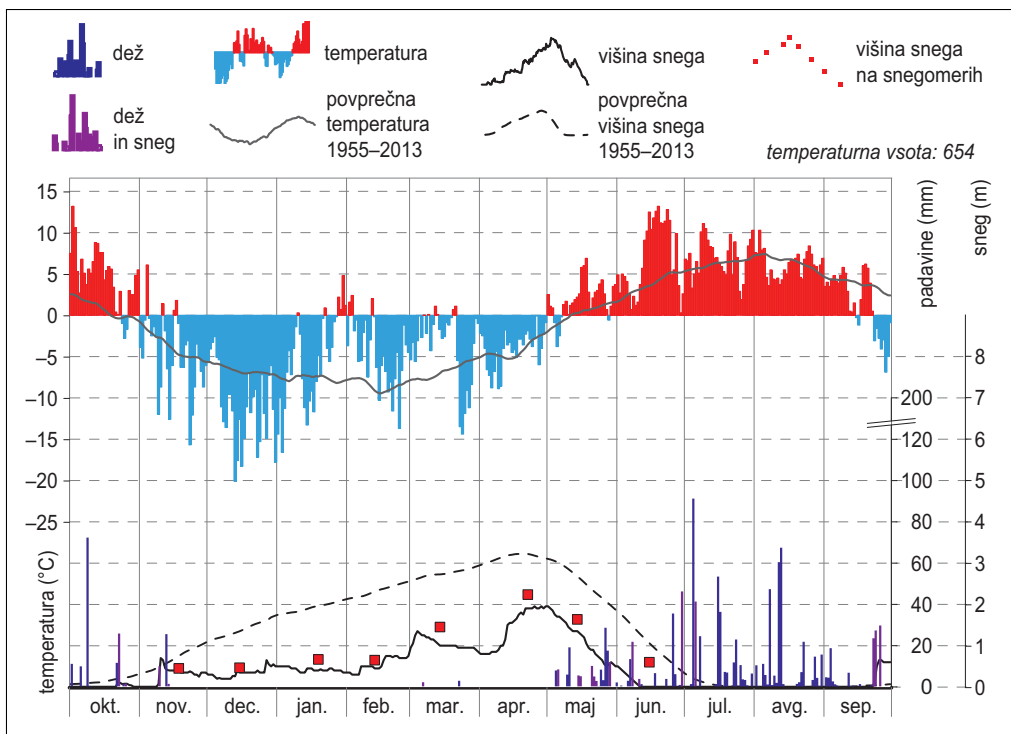 dež
temperatura
višina snega
višina snega
na snegomerih
dež
in sneg
povprečna
temperatura
1955–2013
povprečna
višina snega
1955–2013
temperaturna vsota: 654
15
10
5
0
−5
−10
−15
−20
−25
temperatura (°C)
padavine (mm)
200
120
100
80
60
40
20
0
sneg (m)
8
7
6
5
4
3
2
1
0
okt.
nov.
dec.
jan.
feb.
mar.
apr.
maj
jun.
jul.
avg.
sep.